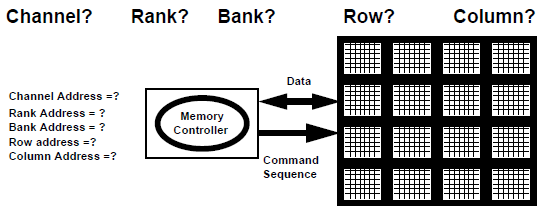 Channel? Rank? Bank? Row? Column?
Channel Address =?
Rank Address = ?
Bank Address = ?
Row address =?
Column Address =?
Memory
Controller
Data
Command
Sequence